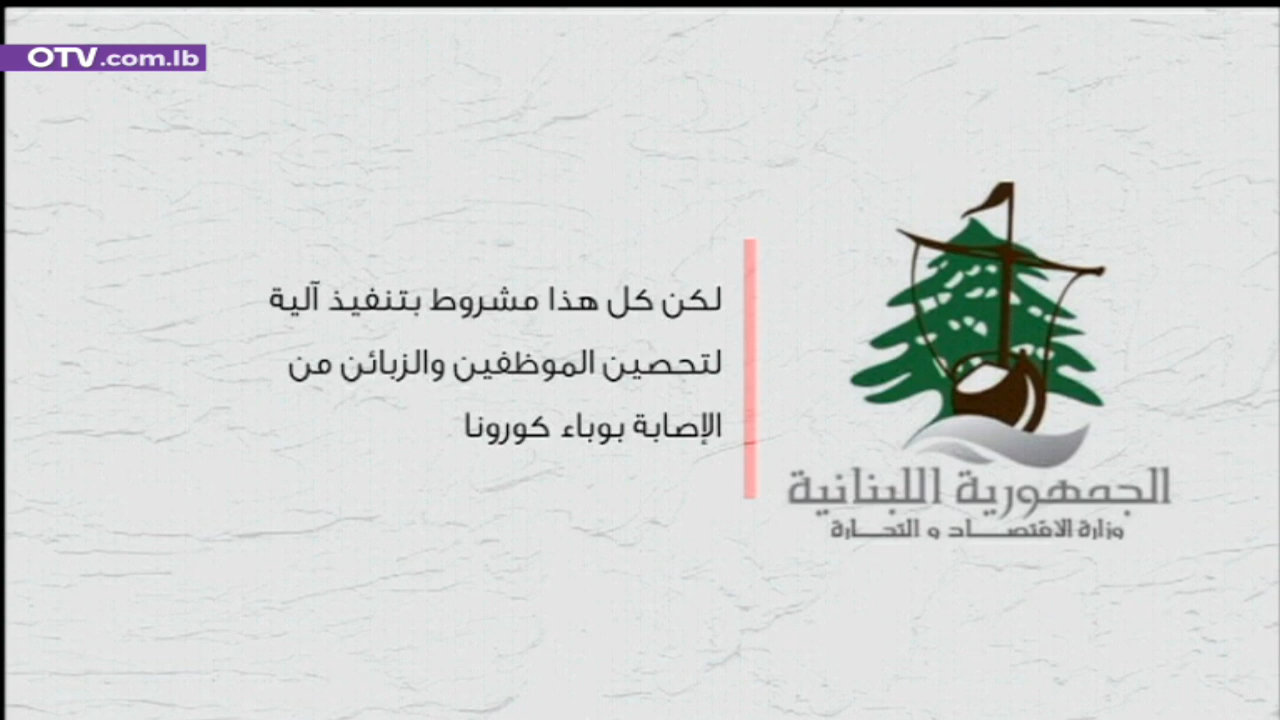 OTV.com.lb
لكن كل هذا مشروط بتنفيذ آلية
لتحصين الموظفين والزبائن من
الإصابة بوباء كورونا
الجمهورية اللبنانية
وزارة الاقتصاد و التجارة